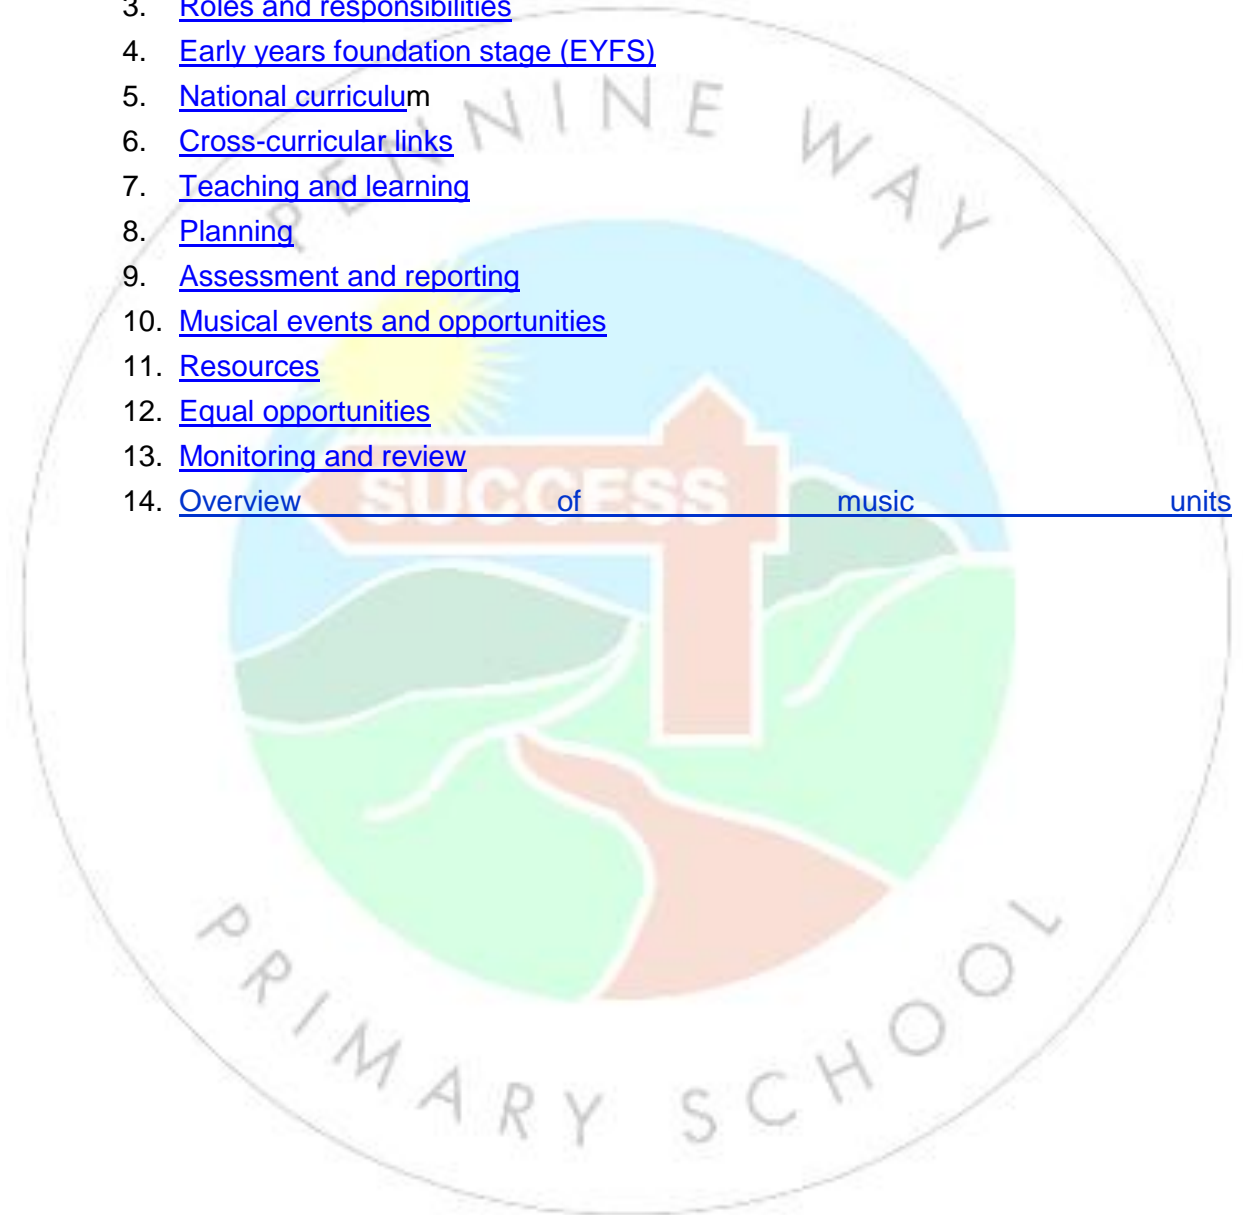 3. Roles and responsibilities
4. Early years foundation stage (EYFS)
5. National curriculum
6. Cross-curricular links
7. Teaching and learning
8. Planning
9. Assessment and reporting
10. Musical events and opportunities
11. Resources
12. Equal opportunities
13. Monitoring and review
14. Overview of music units
PENNINE WAY
SUCCESS
PRIMARY SCHOOL